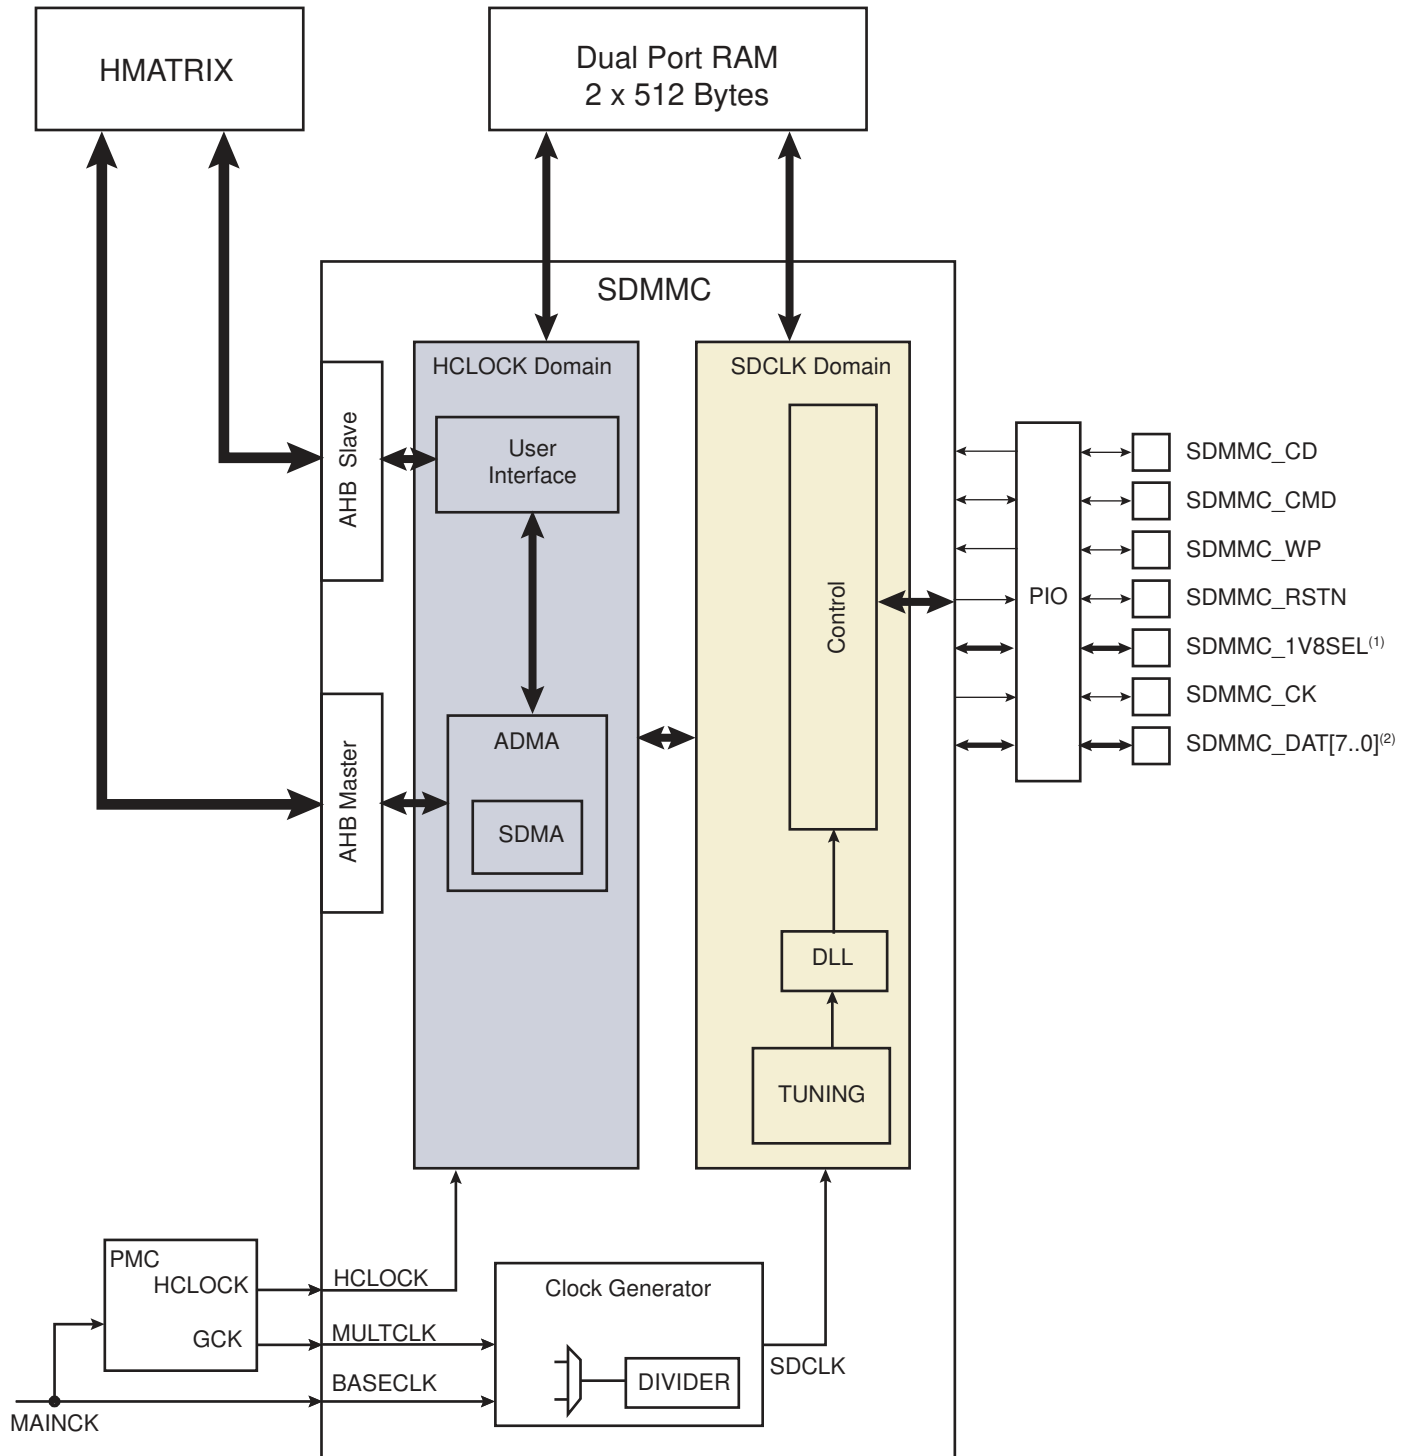 HMATRIX
Dual Port RAM
2 x 512 Bytes
SDMMC
HCLOCK Domain
SDCLK Domain
AHB Slave
User
Interface
Control
PIO
SDMMC_CD
SDMMC_CMD
SDMMC_WP
SDMMC_RSTN
SDMMC_1V8SEL(1)
SDMMC_CK
SDMMC_DAT[7..0](2)
AHB Master
ADMA
SDMA
DLL
TUNING
PMC
HCLOCK
GCK
HCLOCK
MULTCLK
BASECLK
MAINCK
Clock Generator
DIVIDER
SDCLK